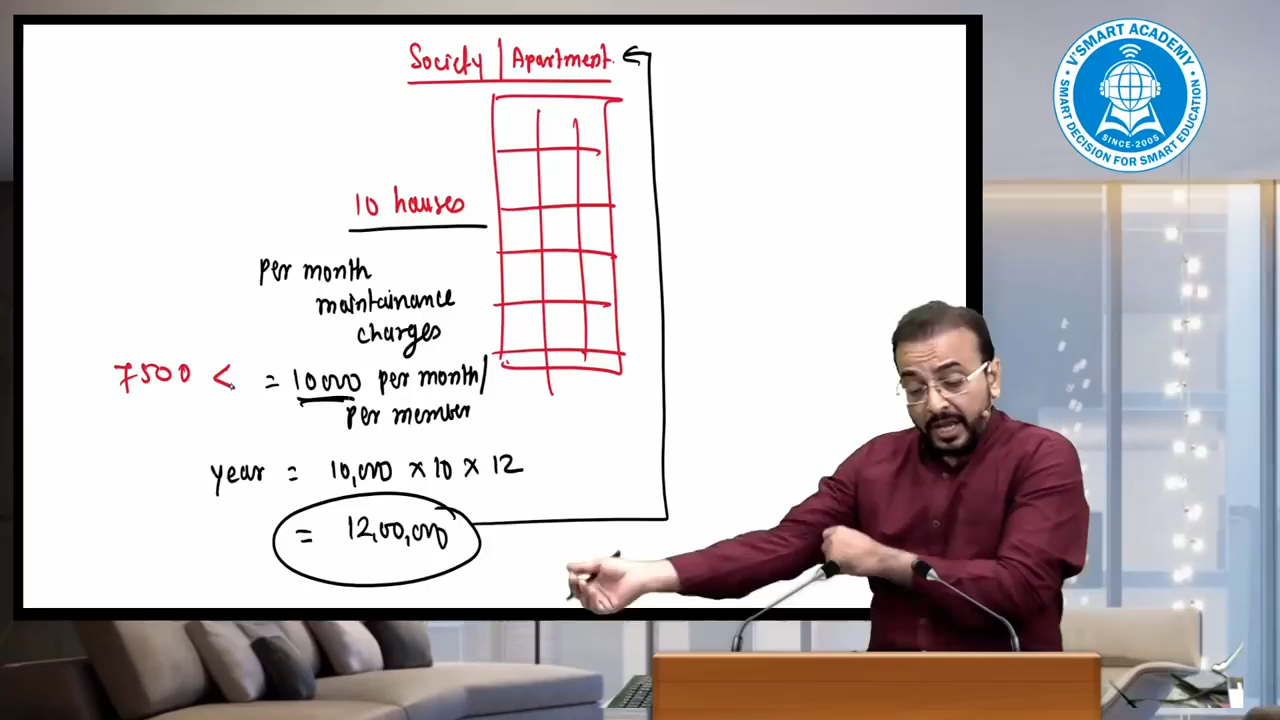 Society | Apartment
10 houses
per month
maintainance
charges
7500 < = 10000 per month/
per member
year = 10,000 x 10 x 12
= 12,00,000
V'SMART ACADEMY
SINCE-2005
SMART DECISION FOR SMART EDUCATION